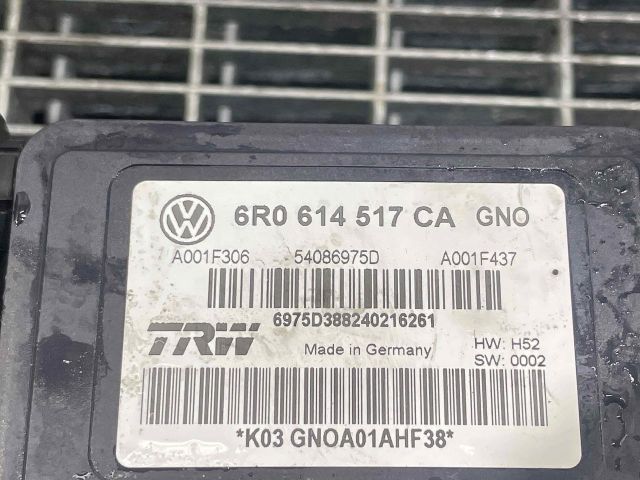 VW 6R0 614 517 CA GNO
A001F306 54086975D A001F437
6975D388240216261
TRW Made in Germany HW: H52
SW: 0002
*K03 GNOA01AHF38*